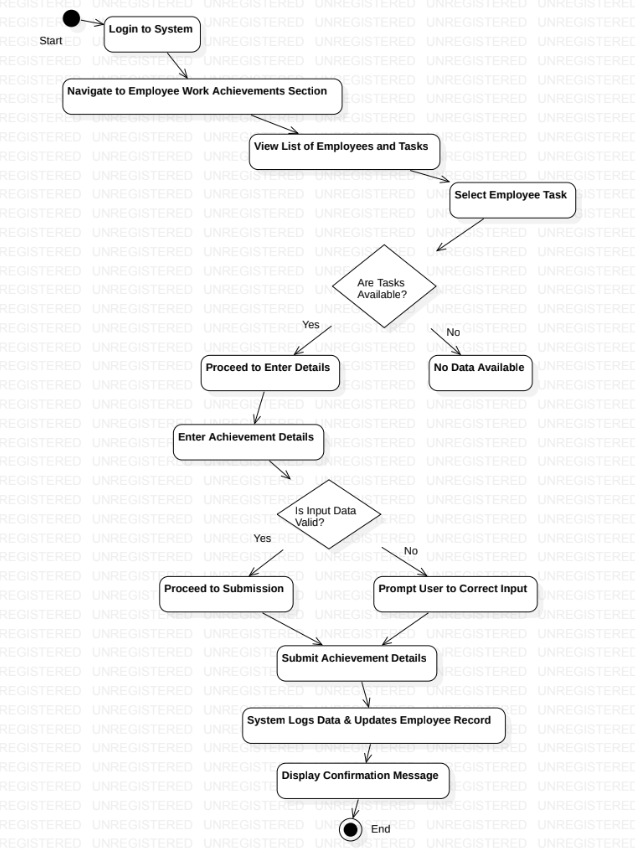 Start
Login to System
Navigate to Employee Work Achievements Section
View List of Employees and Tasks
Select Employee Task
Are Tasks
Available?
Yes
No
Proceed to Enter Details
No Data Available
Enter Achievement Details
Is Input Data
Valid?
Yes
No
Proceed to Submission
Prompt User to Correct Input
Submit Achievement Details
System Logs Data & Updates Employee Record
Display Confirmation Message
End
UNREGISTERED